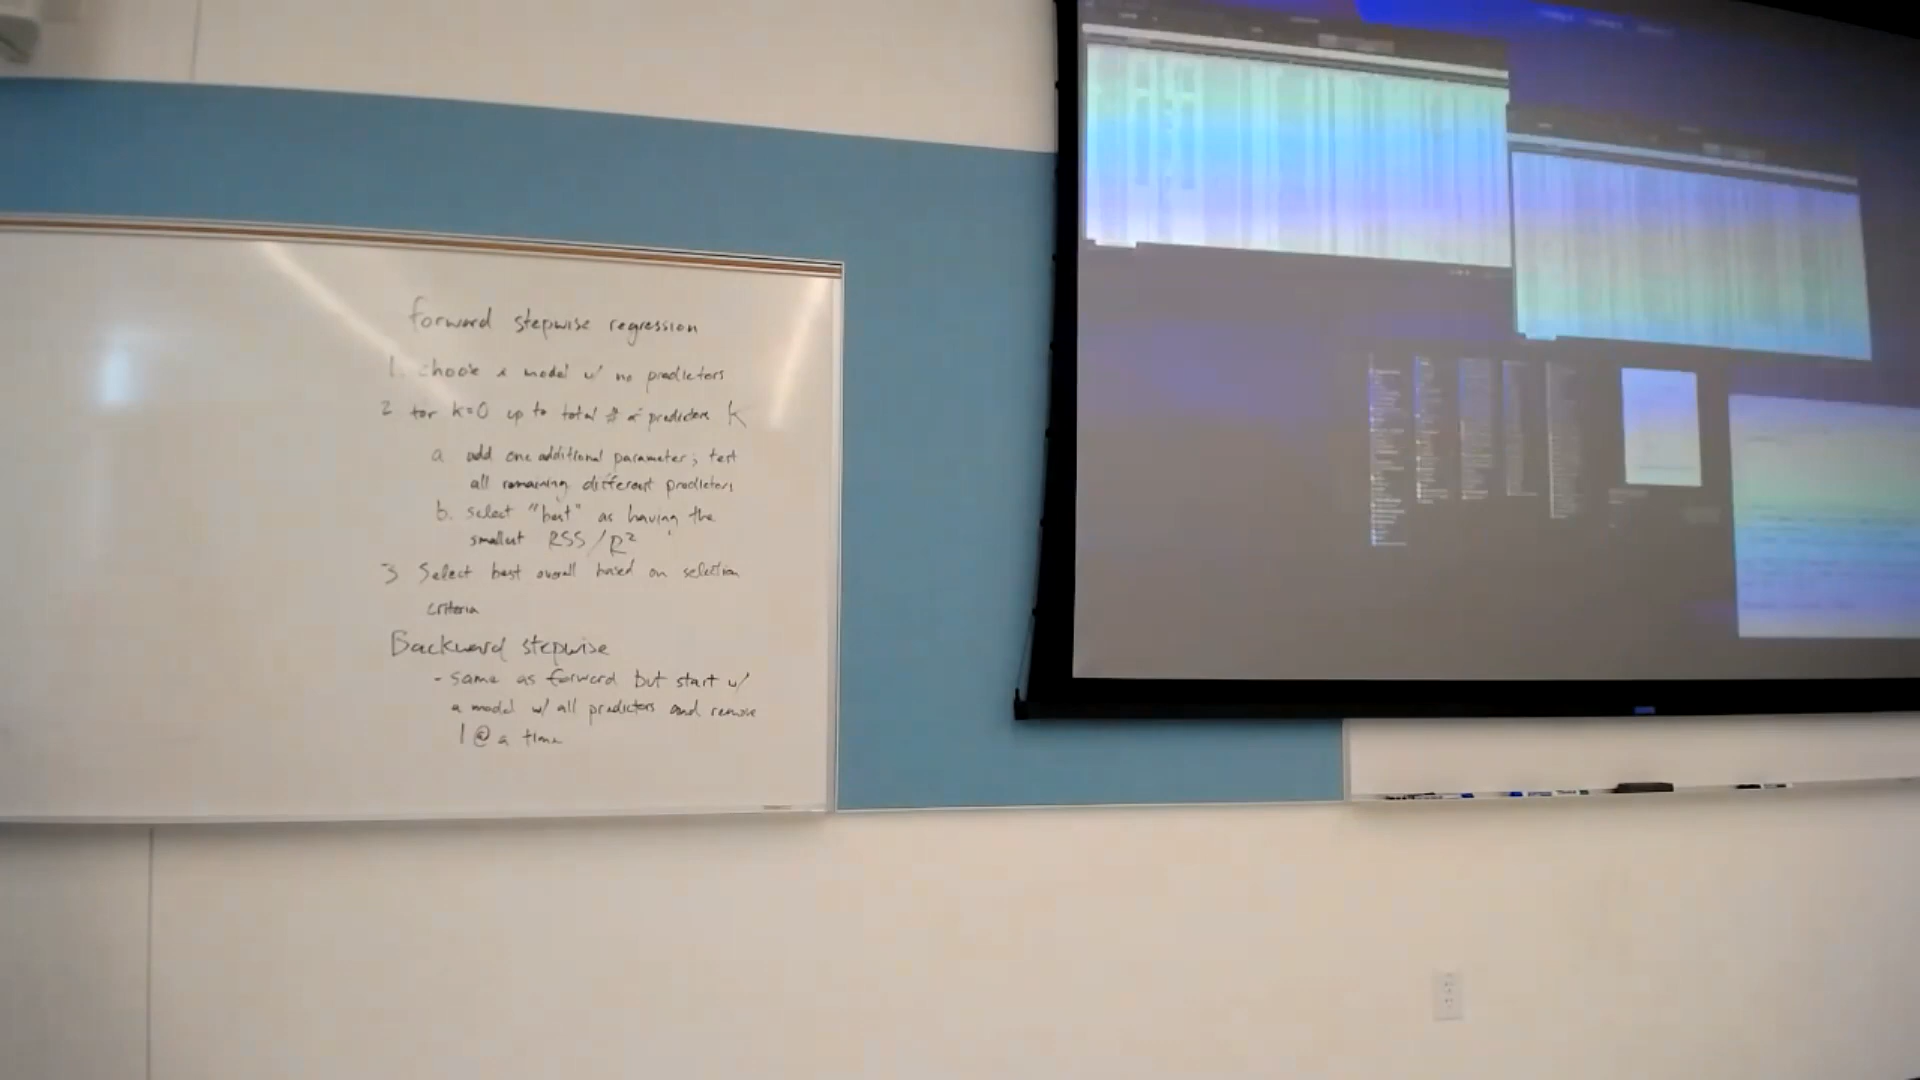 forward stepwise regression
1. choose a model w/ no predictors
2 for k=0 up to total # of predictors K
a add one additional parameter; test
all remaining different predictors
b. select "best" as having the
smallest RSS/R²
3 Select best overall based on selection
criteria
Backward stepwise
- same as forward but start w/
a model w/ all predictors and remove
1 @ a time